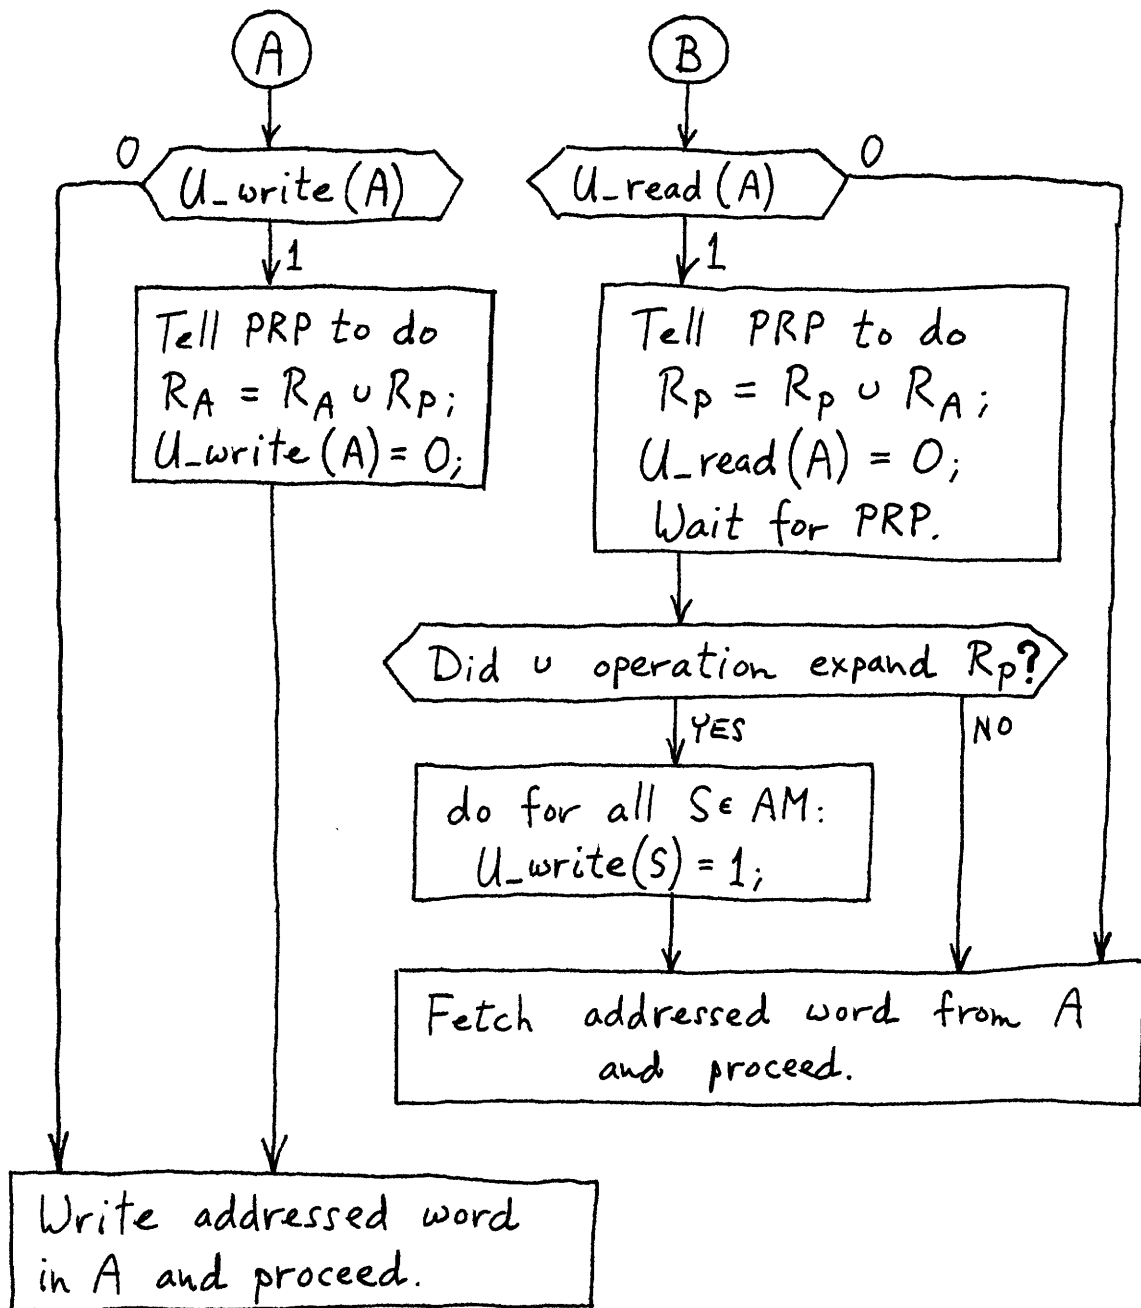 A
B
0
U_write(A)
1
Tell PRP to do
R_A = R_A ∪ R_P;
U_write(A) = 0;
U_read(A)
0
1
Tell PRP to do
R_P = R_P ∪ R_A;
U_read(A) = 0;
Wait for PRP.
Did ∪ operation expand R_P?
YES
NO
do for all S ϵ AM:
U_write(S) = 1;
Fetch addressed word from A
and proceed.
Write addressed word
in A and proceed.